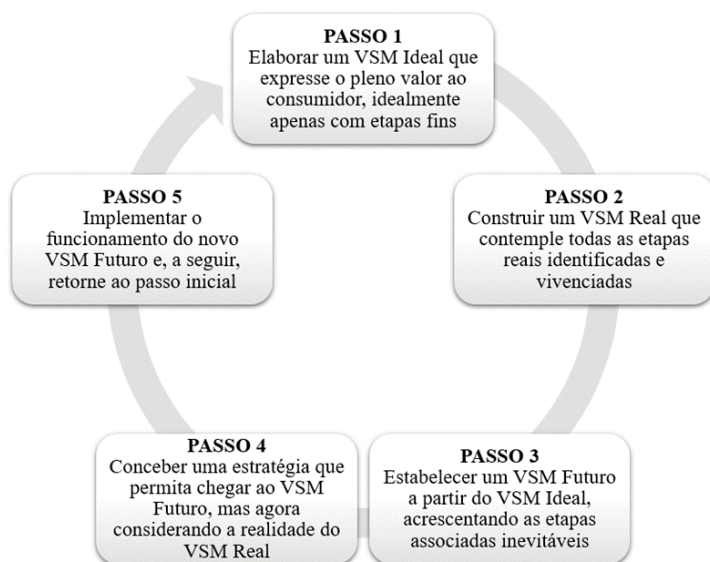 PASSO 1
Elaborar um VSM Ideal que
expresse o pleno valor ao
consumidor, idealmente
apenas com etapas fins
PASSO 2
Construir um VSM Real que
contemple todas as etapas
reais identificadas e
vivenciadas
PASSO 3
Estabelecer um VSM Futuro
a partir do VSM Ideal,
acrescentando as etapas
associadas inevitáveis
PASSO 4
Conceber uma estratégia que
permita chegar ao VSM
Futuro, mas agora
considerando a realidade do
VSM Real
PASSO 5
Implementar o
funcionamento do novo
VSM Futuro e, a seguir,
retorne ao passo inicial